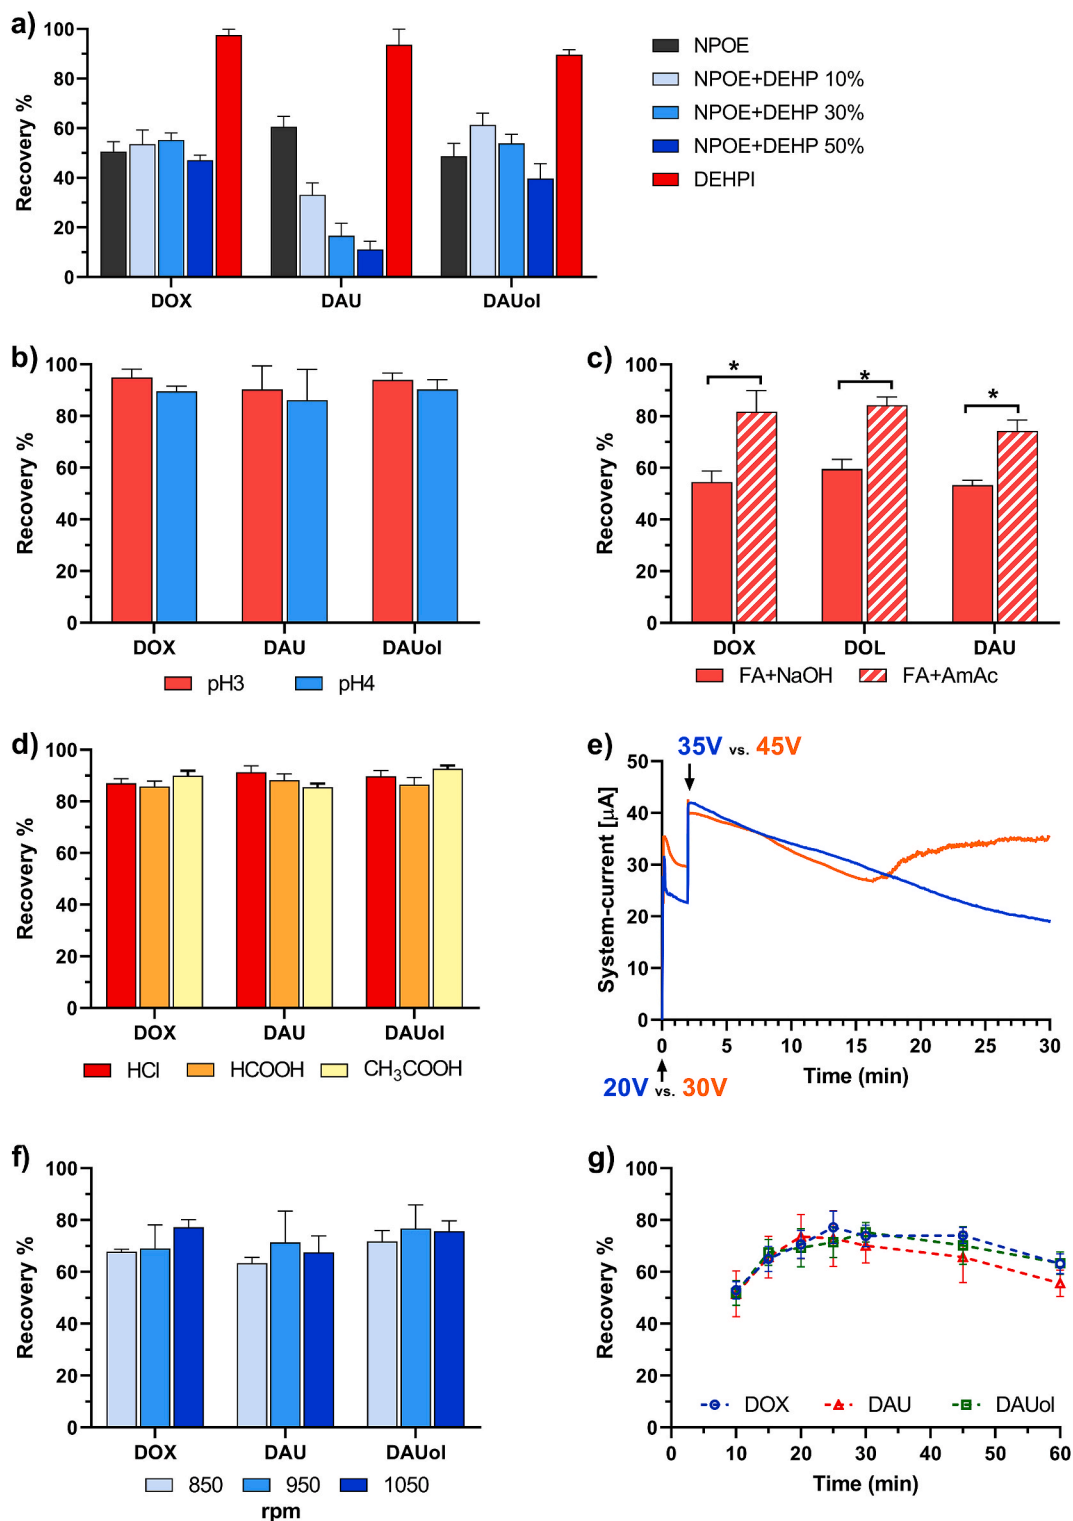 a)
100
80
60
40
20
0
Recovery %
DOX DAU DAUol
NPOE
NPOE+DEHP 10%
NPOE+DEHP 30%
NPOE+DEHP 50%
DEHPI
b)
100
80
60
40
20
0
Recovery %
DOX DAU DAUol
pH3 pH4
c)
100
80
60
40
20
0
Recovery %
* * *
DOX DOL DAU
FA+NaOH FA+AmAc
d)
100
80
60
40
20
0
Recovery %
DOX DAU DAUol
HCl HCOOH CH₃COOH
e)
35V vs. 45V
50
40
30
20
10
0
System-current [µA]
0 5 10 15 20 25 30
Time (min)
20V vs. 30V
f)
100
80
60
40
20
0
Recovery %
DOX DAU DAUol
850 950 1050
rpm
g)
100
80
60
40
20
0
Recovery %
DOX DAU DAUol
0 10 20 30 40 50 60
Time (min)